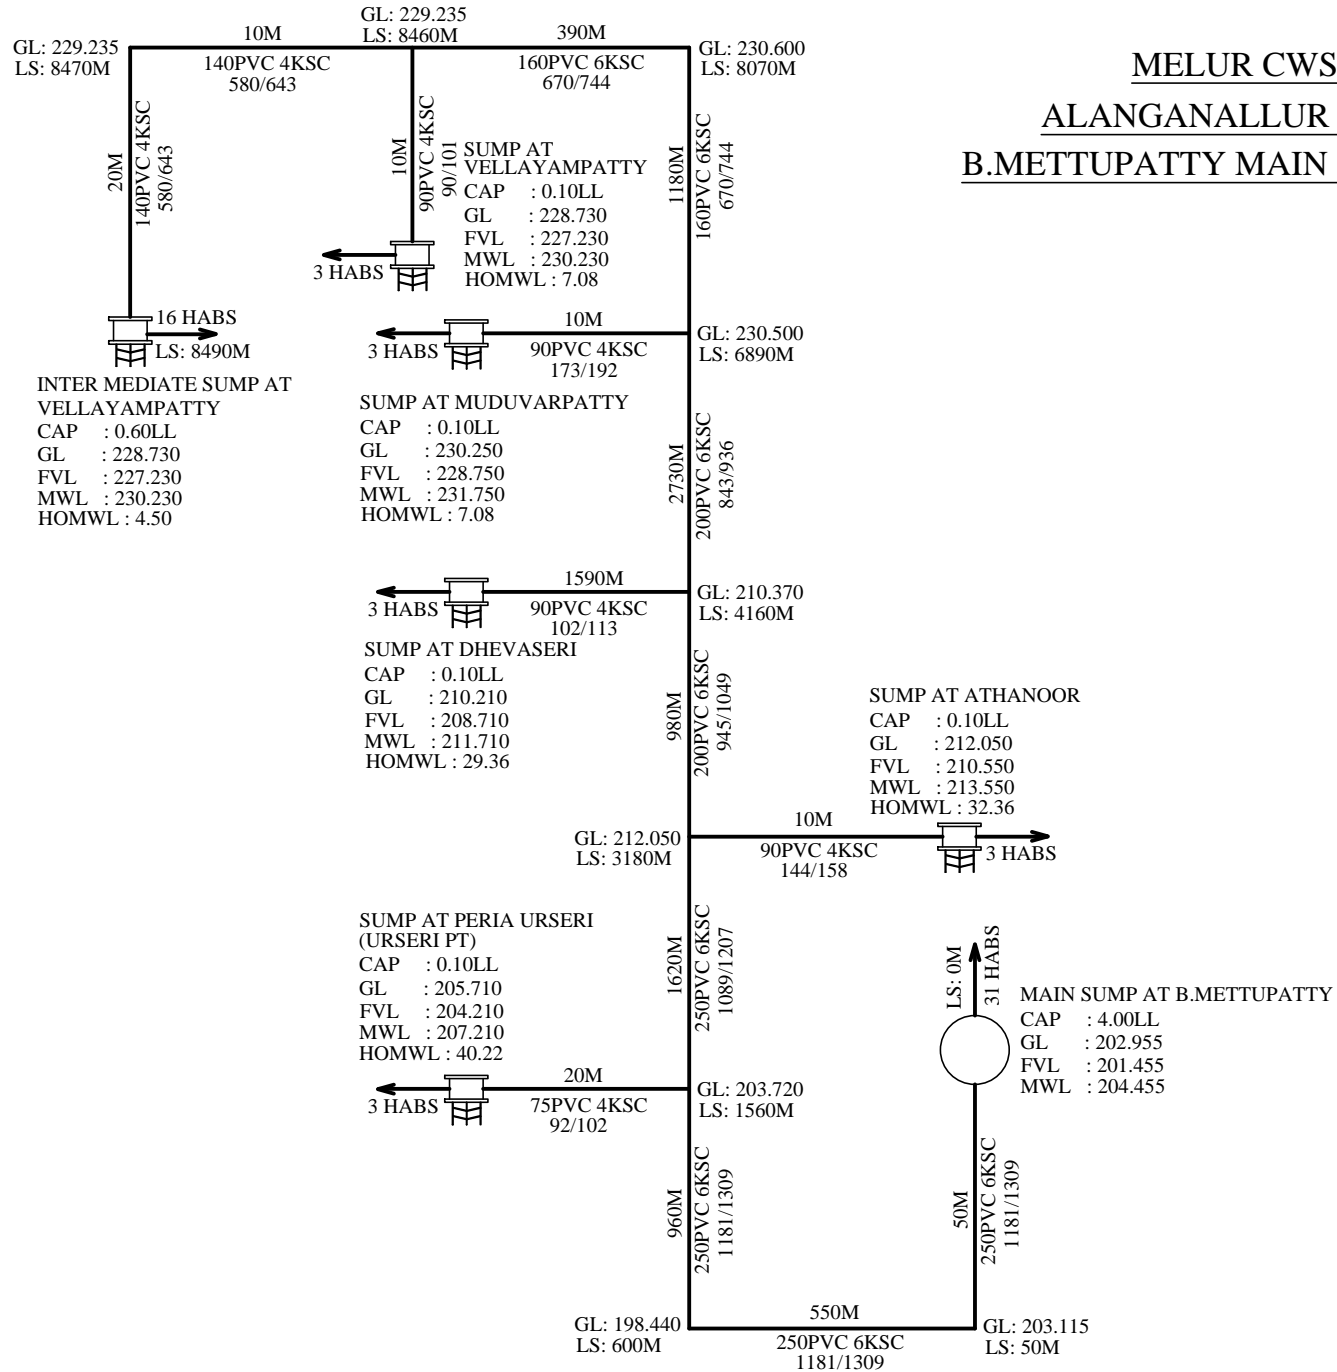 MELUR CWS
ALANGANALLUR
B.METTUPATTY MAIN
GL: 229.235
LS: 8470M
10M
140PVC 4KSC
580/643
GL: 229.235
LS: 8460M
390M
160PVC 6KSC
670/744
GL: 230.600
LS: 8070M
20M
140PVC 4KSC
580/643
10M
90PVC 4KSC
90/101
SUMP AT
VELLAYAMPATTY
CAP : 0.10LL
GL : 228.730
FVL : 227.230
MWL : 230.230
HOMWL : 7.08
3 HABS
1180M
160PVC 6KSC
670/744
16 HABS
LS: 8490M
INTER MEDIATE SUMP AT
VELLAYAMPATTY
CAP : 0.60LL
GL : 228.730
FVL : 227.230
MWL : 230.230
HOMWL : 4.50
3 HABS
10M
90PVC 4KSC
173/192
GL: 230.500
LS: 6890M
SUMP AT MUDUVARPATTY
CAP : 0.10LL
GL : 230.250
FVL : 228.750
MWL : 231.750
HOMWL : 7.08
2730M
200PVC 6KSC
843/936
3 HABS
1590M
90PVC 4KSC
102/113
GL: 210.370
LS: 4160M
SUMP AT DHEVASERI
CAP : 0.10LL
GL : 210.210
FVL : 208.710
MWL : 211.710
HOMWL : 29.36
980M
200PVC 6KSC
945/1049
SUMP AT ATHANOOR
CAP : 0.10LL
GL : 212.050
FVL : 210.550
MWL : 213.550
HOMWL : 32.36
GL: 212.050
LS: 3180M
10M
90PVC 4KSC
144/158
3 HABS
SUMP AT PERIA URSERI
(URSERI PT)
CAP : 0.10LL
GL : 205.710
FVL : 204.210
MWL : 207.210
HOMWL : 40.22
1620M
250PVC 6KSC
1089/1207
LS: 0M
31 HABS
MAIN SUMP AT B.METTUPATTY
CAP : 4.00LL
GL : 202.955
FVL : 201.455
MWL : 204.455
3 HABS
20M
75PVC 4KSC
92/102
GL: 203.720
LS: 1560M
960M
250PVC 6KSC
1181/1309
50M
250PVC 6KSC
1181/1309
GL: 198.440
LS: 600M
550M
250PVC 6KSC
1181/1309
GL: 203.115
LS: 50M